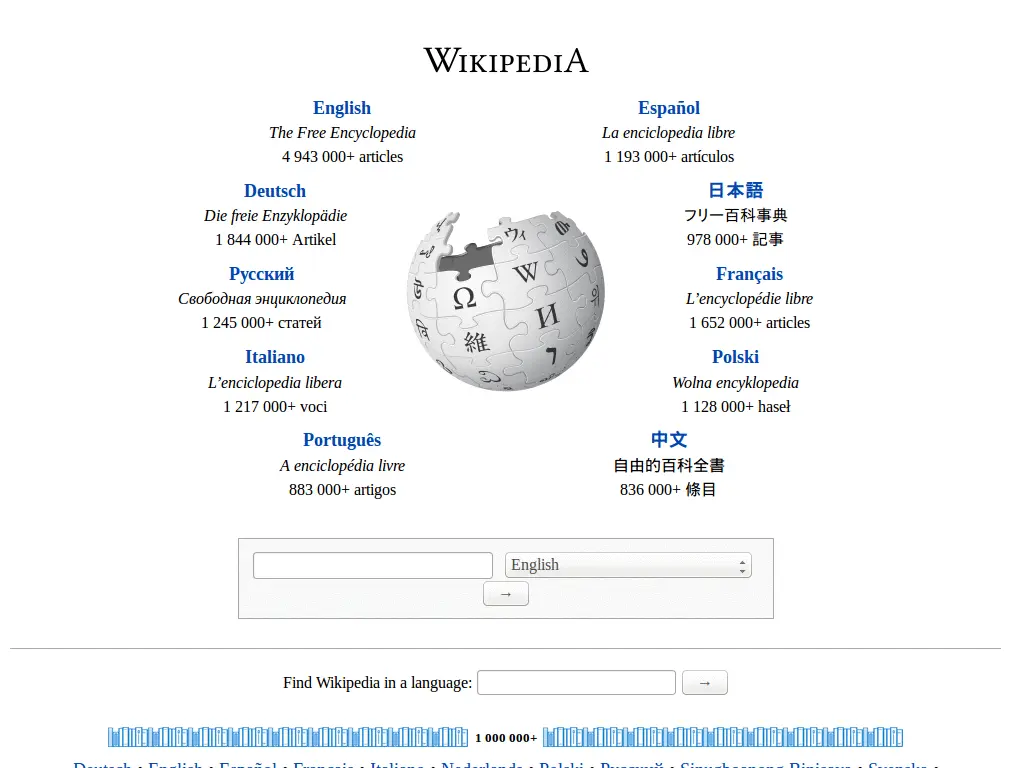 WIKIPEDIA
English
The Free Encyclopedia
4 943 000+ articles
Español
La enciclopedia libre
1 193 000+ artículos
Deutsch
Die freie Enzyklopädie
1 844 000+ Artikel
日本語
フリー百科事典
978 000+ 記事
Русский
Свободная энциклопедия
1 245 000+ статей
Français
L’encyclopédie libre
1 652 000+ articles
Italiano
L’enciclopedia libera
1 217 000+ voci
Polski
Wolna encyklopedia
1 128 000+ haseł
Português
A enciclopédia livre
883 000+ artigos
中文
自由的百科全書
836 000+ 條目
ウィ
W
Ω
И
維
English
→
Find Wikipedia in a language: →
1 000 000+
Deutsch • English • Español • Français • Italiano • Nederlands • Polski • Русский • Sinugboanong Binisaya • Svenska •